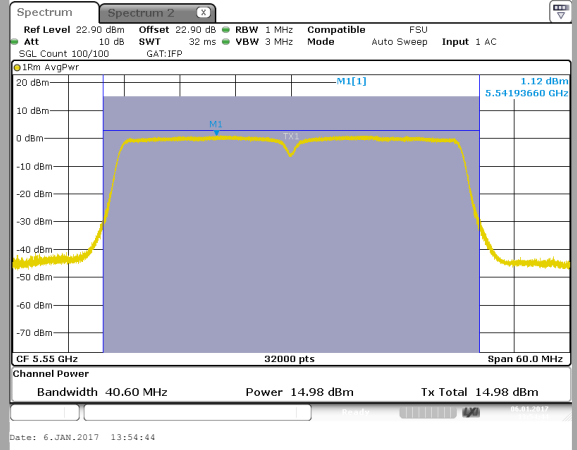 Spectrum
Spectrum 2
X
Ref Level 22.90 dBm Offset 22.90 dB RBW 1 MHz Compatible FSU
Att 10 dB SWT 32 ms VBW 3 MHz Mode Auto Sweep Input 1 AC
SGL Count 100/100 GAT:IFP
1Rm AvgPwr
20 dBm
M1[1] 1.12 dBm
5.54193660 GHz
10 dBm
M1
TX1
0 dBm
-10 dBm
-20 dBm
-30 dBm
-40 dBm
-50 dBm
-60 dBm
-70 dBm
CF 5.55 GHz 32000 pts Span 60.0 MHz
Channel Power
Bandwidth 40.60 MHz Power 14.98 dBm Tx Total 14.98 dBm
Ready 06.01.2017
Date: 6.JAN.2017 13:54:44